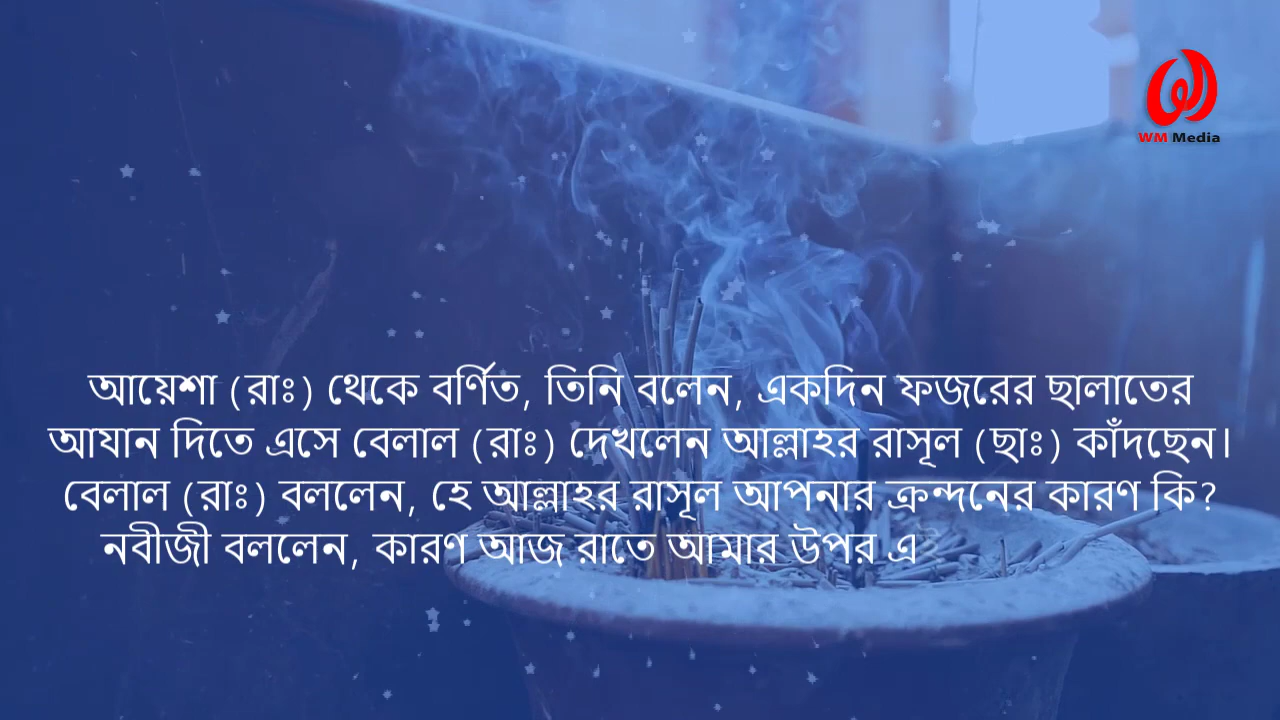 WM Media
আয়েশা (রাঃ) থেকে বর্ণিত, তিনি বলেন, একদিন ফজরের ছালাতের
আযান দিতে এসে বেলাল (রাঃ) দেখলেন আল্লাহর রাসূল (ছাঃ) কাঁদছেন।
বেলাল (রাঃ) বললেন, হে আল্লাহর রাসূল আপনার ক্রন্দনের কারণ কি?
নবীজী বললেন, কারণ আজ রাতে আমার উপর এ